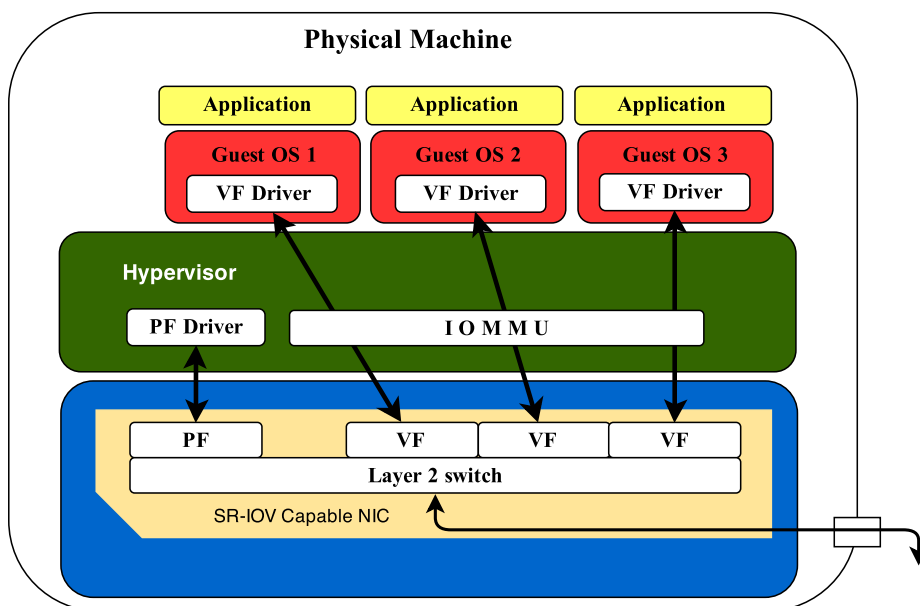 Physical Machine
Application
Application
Application
Guest OS 1
Guest OS 2
Guest OS 3
VF Driver
VF Driver
VF Driver
Hypervisor
PF Driver
I O M M U
PF
VF
VF
VF
Layer 2 switch
SR-IOV Capable NIC